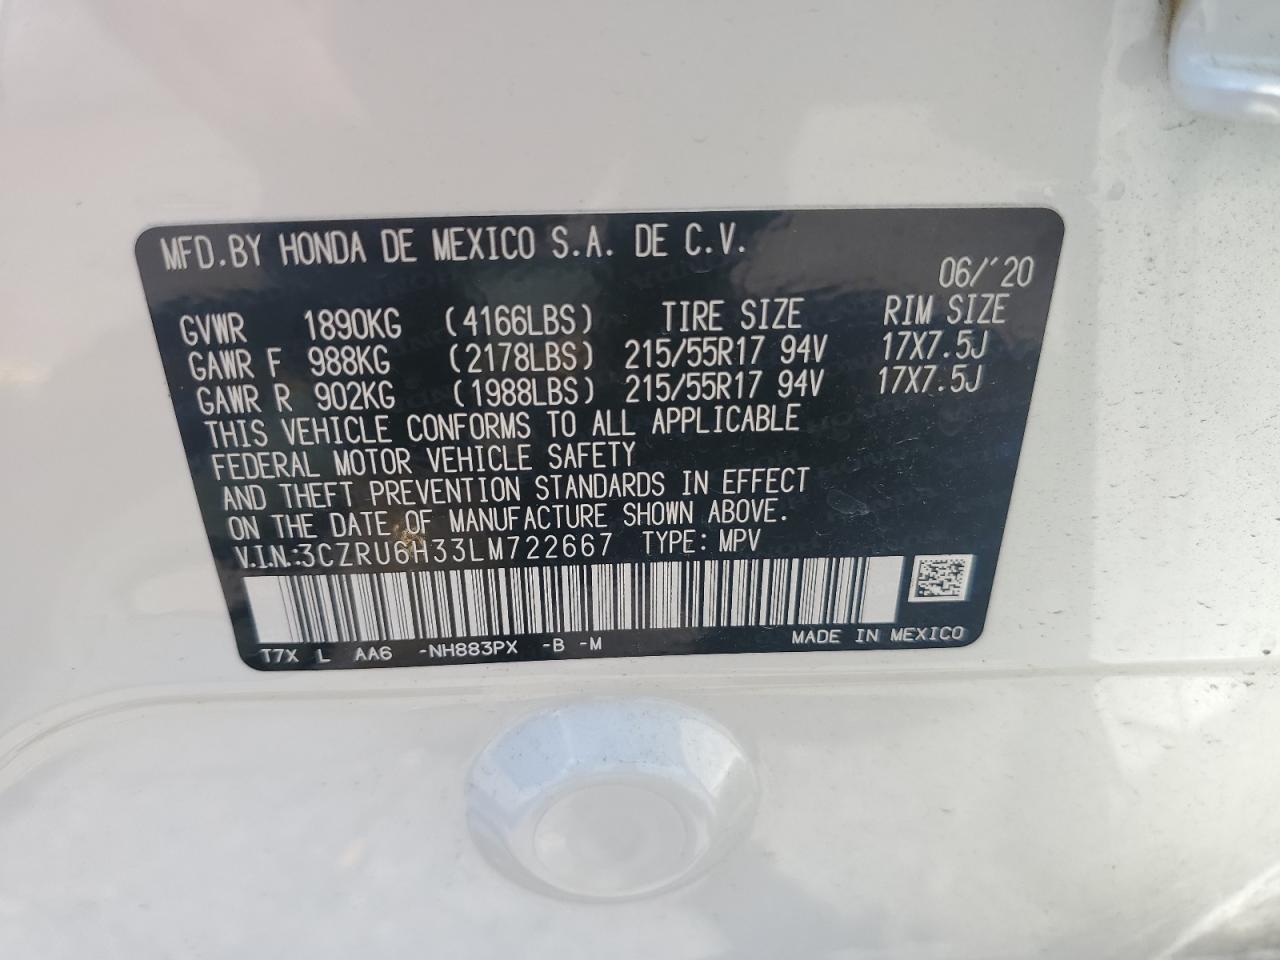 MFD.BY HONDA DE MEXICO S.A. DE C.V.
06/'20
GVWR 1890KG (4166LBS) TIRE SIZE RIM SIZE
GAWR F 988KG (2178LBS) 215/55R17 94V 17X7.5J
GAWR R 902KG (1988LBS) 215/55R17 94V 17X7.5J
THIS VEHICLE CONFORMS TO ALL APPLICABLE
FEDERAL MOTOR VEHICLE SAFETY
AND THEFT PREVENTION STANDARDS IN EFFECT
ON THE DATE OF MANUFACTURE SHOWN ABOVE.
V.I.N.:3CZRU6H33LM722667 TYPE: MPV
T7X L AA6 -NH883PX -B -M MADE IN MEXICO